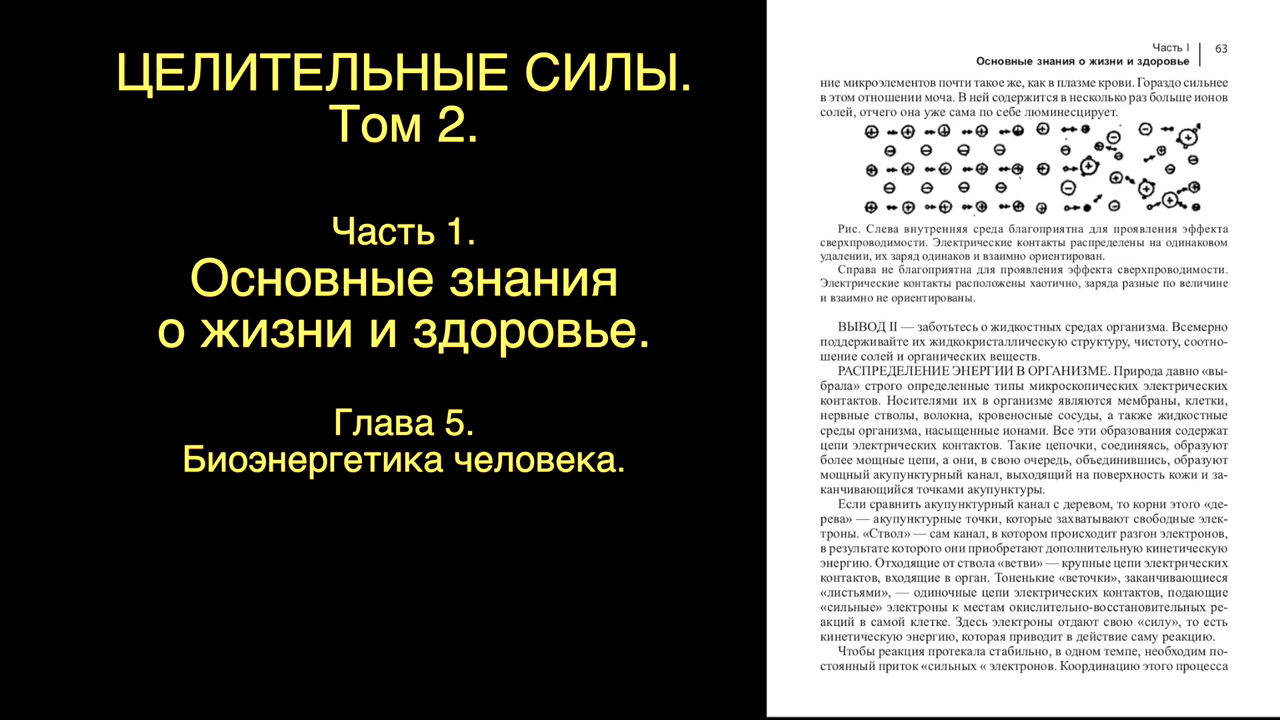 ЦЕЛИТЕЛЬНЫЕ СИЛЫ.
Том 2.
Часть 1.
Основные знания
о жизни и здоровье.
Глава 5.
Биоэнергетика человека.
Часть I
63
Основные знания о жизни и здоровье
ние микроэлементов почти такое же, как в плазме крови. Гораздо сильнее
в этом отношении моча. В ней содержится в несколько раз больше ионов
солей, отчего она уже сама по себе люминесцирует.
Рис. Слева внутренняя среда благоприятна для проявления эффекта
сверхпроводимости. Электрические контакты распределены на одинаковом
удалении, их заряд одинаков и взаимно ориентирован.
Справа не благоприятна для проявления эффекта сверхпроводимости.
Электрические контакты расположены хаотично, заряда разные по величине
и взаимно не ориентированы.
ВЫВОД II — заботьтесь о жидкостных средах организма. Всемерно
поддерживайте их жидкокристаллическую структуру, чистоту, соотно-
шение солей и органических веществ.
РАСПРЕДЕЛЕНИЕ ЭНЕРГИИ В ОРГАНИЗМЕ. Природа давно «вы-
брала» строго определенные типы микроскопических электрических
контактов. Носителями их в организме являются мембраны, клетки,
нервные стволы, волокна, кровеносные сосуды, а также жидкостные
среды организма, насыщенные ионами. Все эти образования содержат
цепи электрических контактов. Такие цепочки, соединяясь, образуют
более мощные цепи, а они, в свою очередь, объединившись, образуют
мощный акупунктурный канал, выходящий на поверхность кожи и за-
канчивающийся точками акупунктуры.
Если сравнить акупунктурный канал с деревом, то корни этого «де-
рева» — акупунктурные точки, которые захватывают свободные элек-
троны. «Ствол» — сам канал, в котором происходит разгон электронов,
в результате которого они приобретают дополнительную кинетическую
энергию. Отходящие от ствола «ветви» — крупные цепи электрических
контактов, входящие в орган. Тоненькие «веточки», заканчивающиеся
«листьями», — одиночные цепи электрических контактов, подающие
«сильные» электроны к местам окислительно-восстановительных ре-
акций в самой клетке. Здесь электроны отдают свою «силу», то есть
кинетическую энергию, которая приводит в действие саму реакцию.
Чтобы реакция протекала стабильно, в одном темпе, необходим по-
стоянный приток «сильных « электронов. Координацию этого процесса